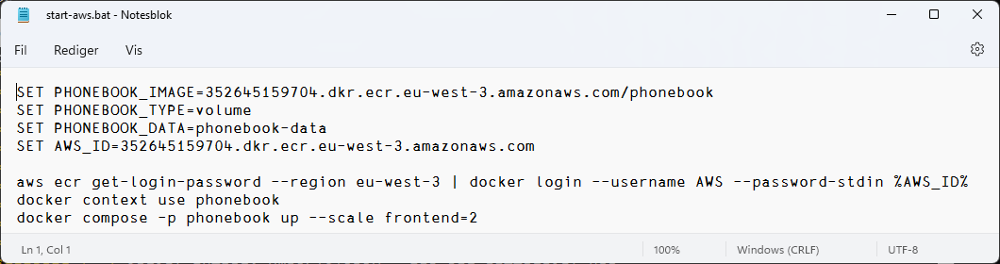 start-aws.bat - Notesblok
Fil Rediger Vis
SET PHONEBOOK_IMAGE=352645159704.dkr.ecr.eu-west-3.amazonaws.com/phonebook
SET PHONEBOOK_TYPE=volume
SET PHONEBOOK_DATA=phonebook-data
SET AWS_ID=352645159704.dkr.ecr.eu-west-3.amazonaws.com
aws ecr get-login-password --region eu-west-3 | docker login --username AWS --password-stdin %AWS_ID%
docker context use phonebook
docker compose -p phonebook up --scale frontend=2
Ln 1, Col 1 100% Windows (CRLF) UTF-8